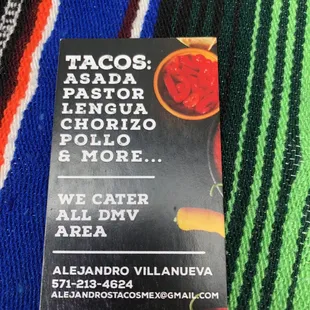 TACOS:
ASADA
PASTOR
LENGUA
CHORIZO
POLLO
& MORE...
WE CATER
ALL DMV
AREA
ALEJANDRO VILLANUEVA
571-213-4624
ALEJANDROSTACOSMEX@GMAIL.COM